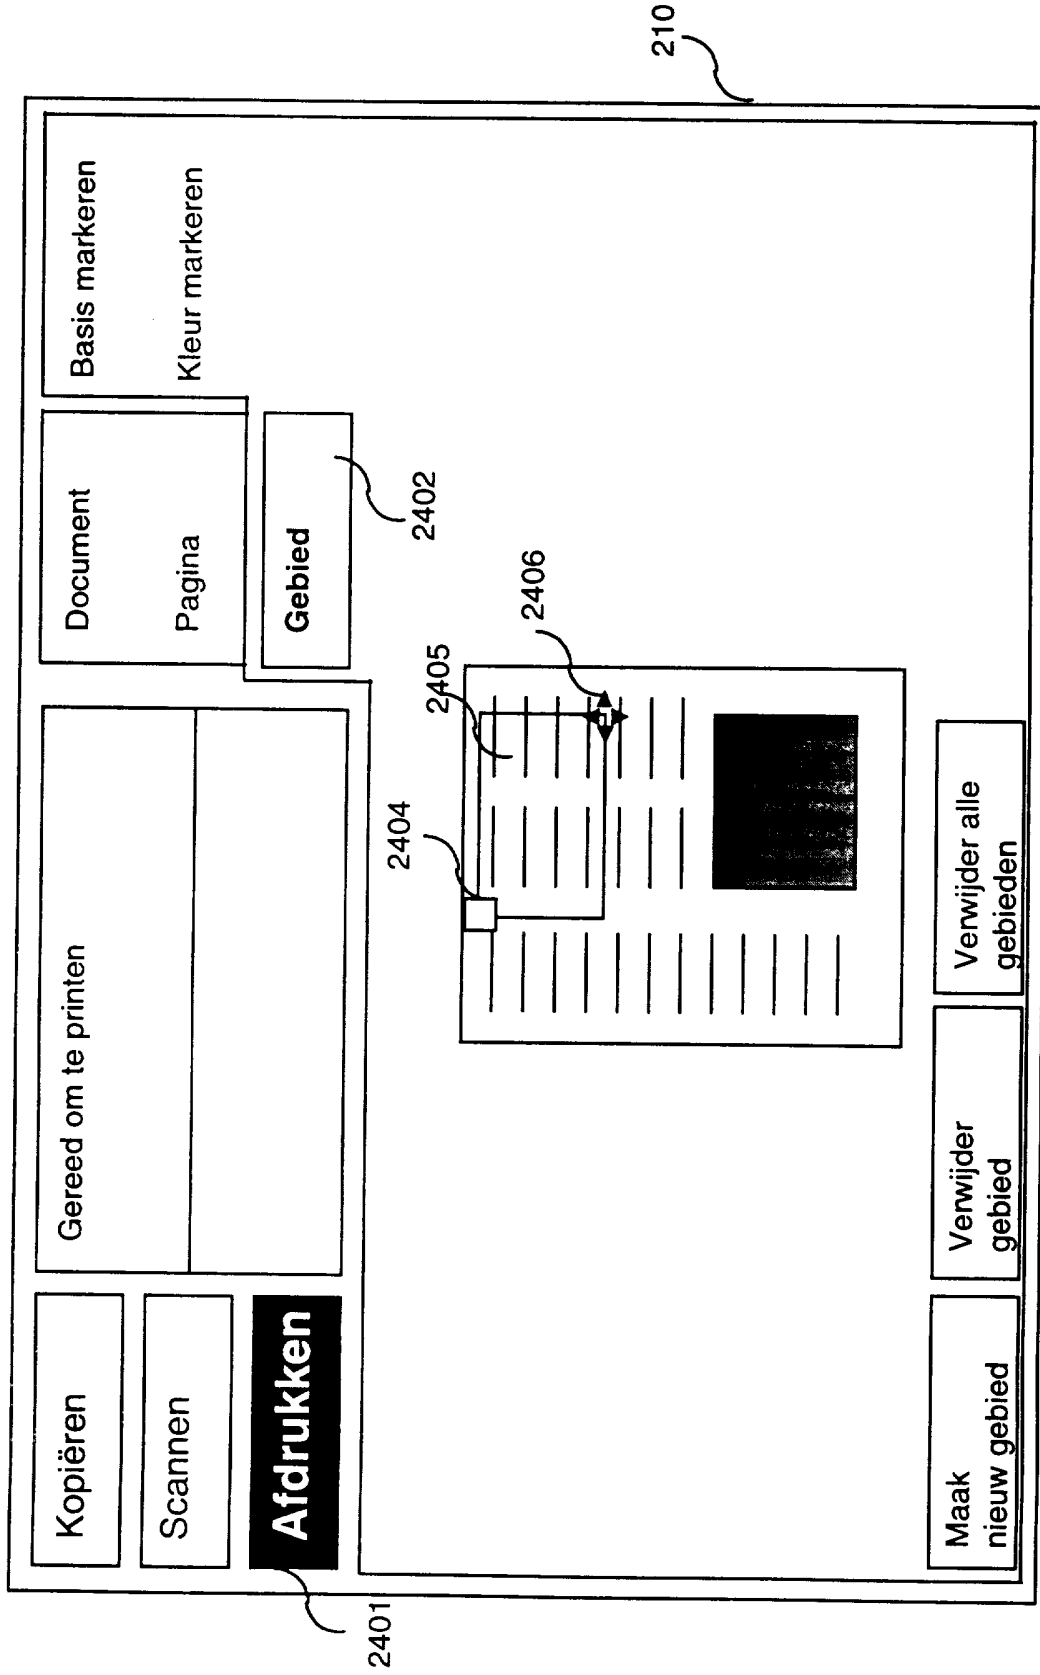 210
Kopiëren
Scannen
Afdrukken
2401
Gereed om te printen
Document
Pagina
Gebied
2402
Basis markeren
Kleur markeren
2404
2405
2406
Maak
nieuw gebied
Verwijder
gebied
Verwijder alle
gebieden